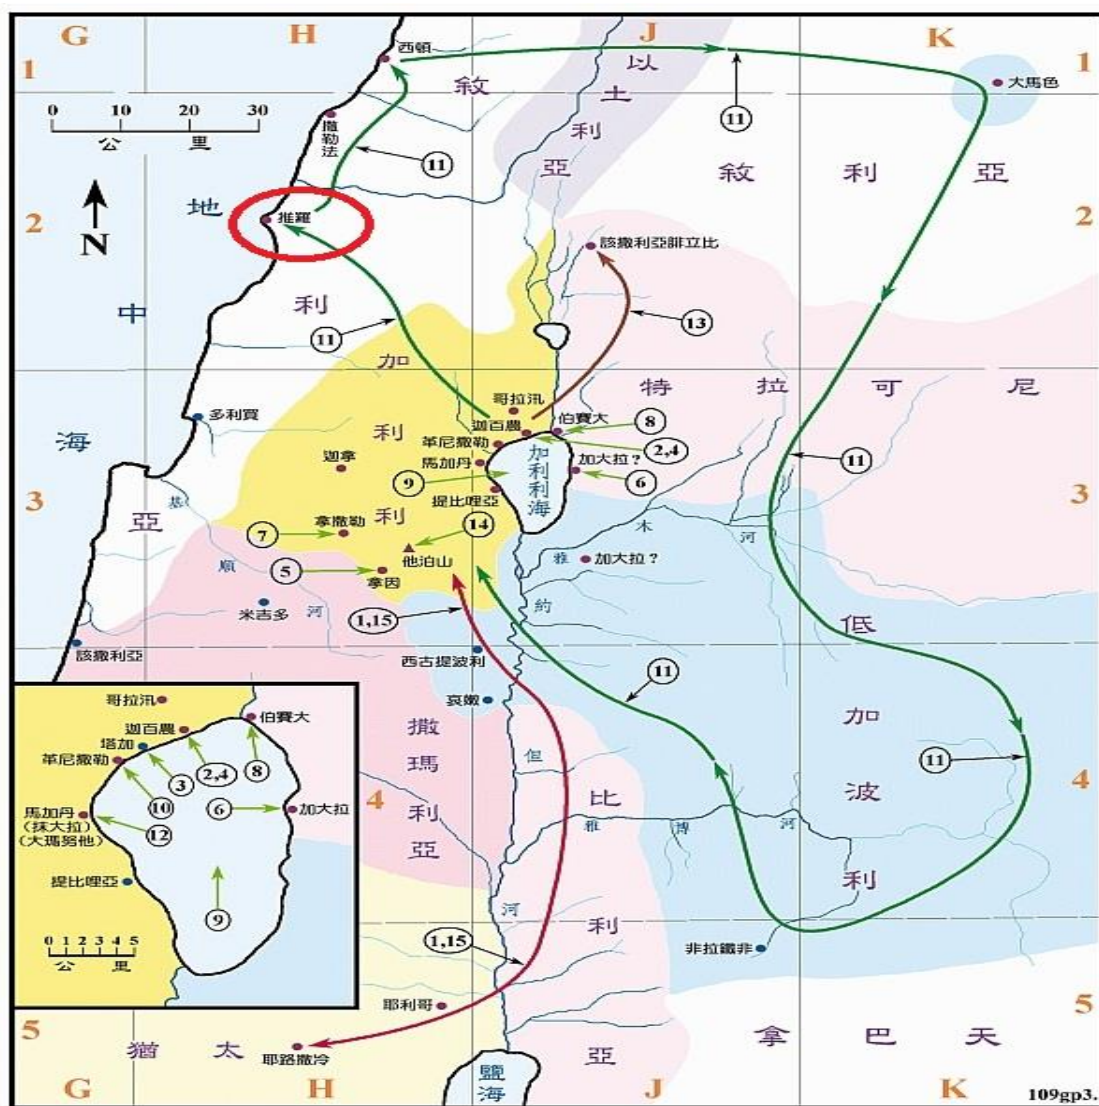 G H J K
1 1
西頓
敘 以土利亞
大馬色
0 10 20 30
公 里
撒勒法
11
11
敘 利 亞
地 中 海
推羅
2 2
N
該撒利亞腓立比
利
11
13
加
特 拉 可 尼
哥拉汛
多利買
利
迦百農
伯賽大
8
革尼撒勒
2,4
迦拿
馬加丹
加利利海
加大拉?
11
9
6
3 3
提比哩亞
亞
基
利
14
木
河
7
拿撒勒
他泊山
雅
加大拉?
順
5
拿因
米吉多
河
1,15
約
低
該撒利亞
西古提波利
11
哀嫩
加
撒瑪利亞
但
11
4 4
比
波
雅 博 河
利
河
利
1,15
非拉鐵非
耶利哥
5 5
猶 太
耶路撒冷
亞
拿 巴 天
鹽海
G H J K
109gp3.
哥拉汛
迦百農
伯賽大
塔加
革尼撒勒
3
2,4
8
10
6
加大拉
馬加丹
(抹大拉)
(大瑪努他)
12
提比哩亞
9
0 1 2 3 4 5
公 里